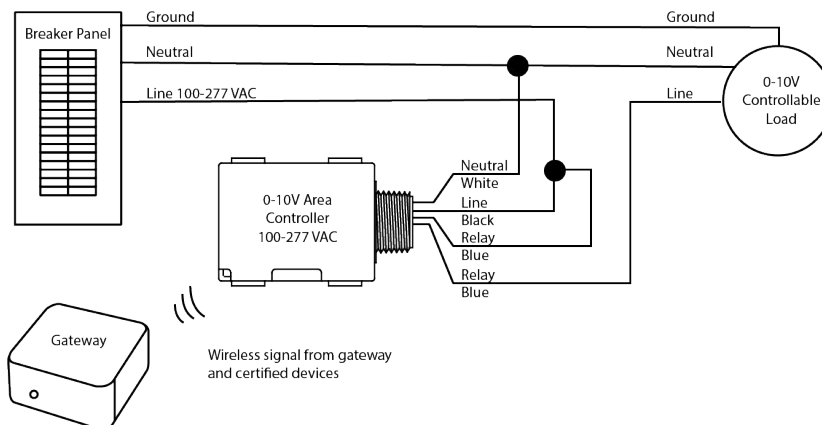 Ground
Ground
Breaker Panel
Neutral
Neutral
0-10V
Controllable
Load
Line 100-277 VAC
Line
Neutral
White
0-10V Area
Controller
100-277 VAC
Line
Black
Relay
Blue
Relay
Blue
Gateway
Wireless signal from gateway
and certified devices